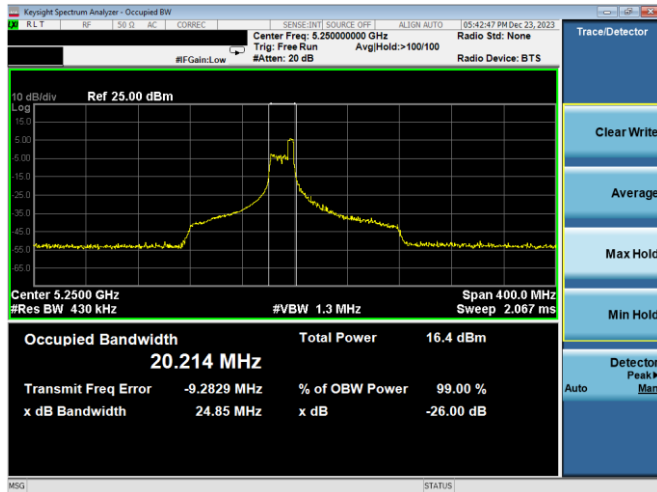 Keysight Spectrum Analyzer - Occupied BW
LXI RLT RF 50 Ω AC CORREC SENSE:INT SOURCE OFF ALIGN AUTO 05:42:47 PM Dec 23, 2023
Center Freq: 5.250000000 GHz Radio Std: None
Trig: Free Run Avg|Hold:>100/100
#IFGain:Low #Atten: 20 dB Radio Device: BTS
Trace/Detector
10 dB/div Ref 25.00 dBm
Log
15.0
5.00
-5.00
-15.0
-25.0
-35.0
-45.0
-55.0
-65.0
Center 5.2500 GHz Span 400.0 MHz
#Res BW 430 kHz #VBW 1.3 MHz Sweep 2.067 ms
Occupied Bandwidth Total Power 16.4 dBm
20.214 MHz
Transmit Freq Error -9.2829 MHz % of OBW Power 99.00 %
x dB Bandwidth 24.85 MHz x dB -26.00 dB
Clear Write
Average
Max Hold
Min Hold
Detector
Peak
Auto Man
MSG STATUS